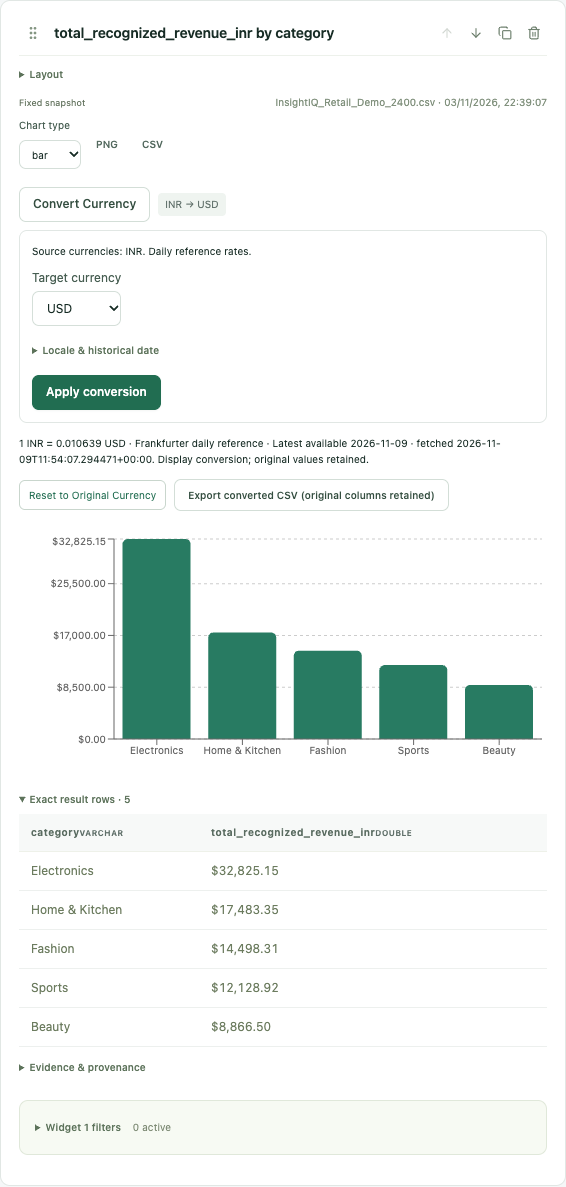 total_recognized_revenue_inr by category
Layout
Fixed snapshot InsightIQ_Retail_Demo_2400.csv · 03/11/2026, 22:39:07
Chart type
bar PNG CSV
Convert Currency INR → USD
Source currencies: INR. Daily reference rates.
Target currency
USD
Locale & historical date
Apply conversion
1 INR = 0.010639 USD · Frankfurter daily reference · Latest available 2026-11-09 · fetched 2026-11-
09T11:54:07.294471+00:00. Display conversion; original values retained.
Reset to Original Currency Export converted CSV (original columns retained)
$32,825.15
$25,500.00
$17,000.00
$8,500.00
$0.00
Electronics Home & Kitchen Fashion Sports Beauty
Exact result rows · 5
categoryVARCHAR total_recognized_revenue_inrDOUBLE
Electronics $32,825.15
Home & Kitchen $17,483.35
Fashion $14,498.31
Sports $12,128.92
Beauty $8,866.50
Evidence & provenance
Widget 1 filters 0 active